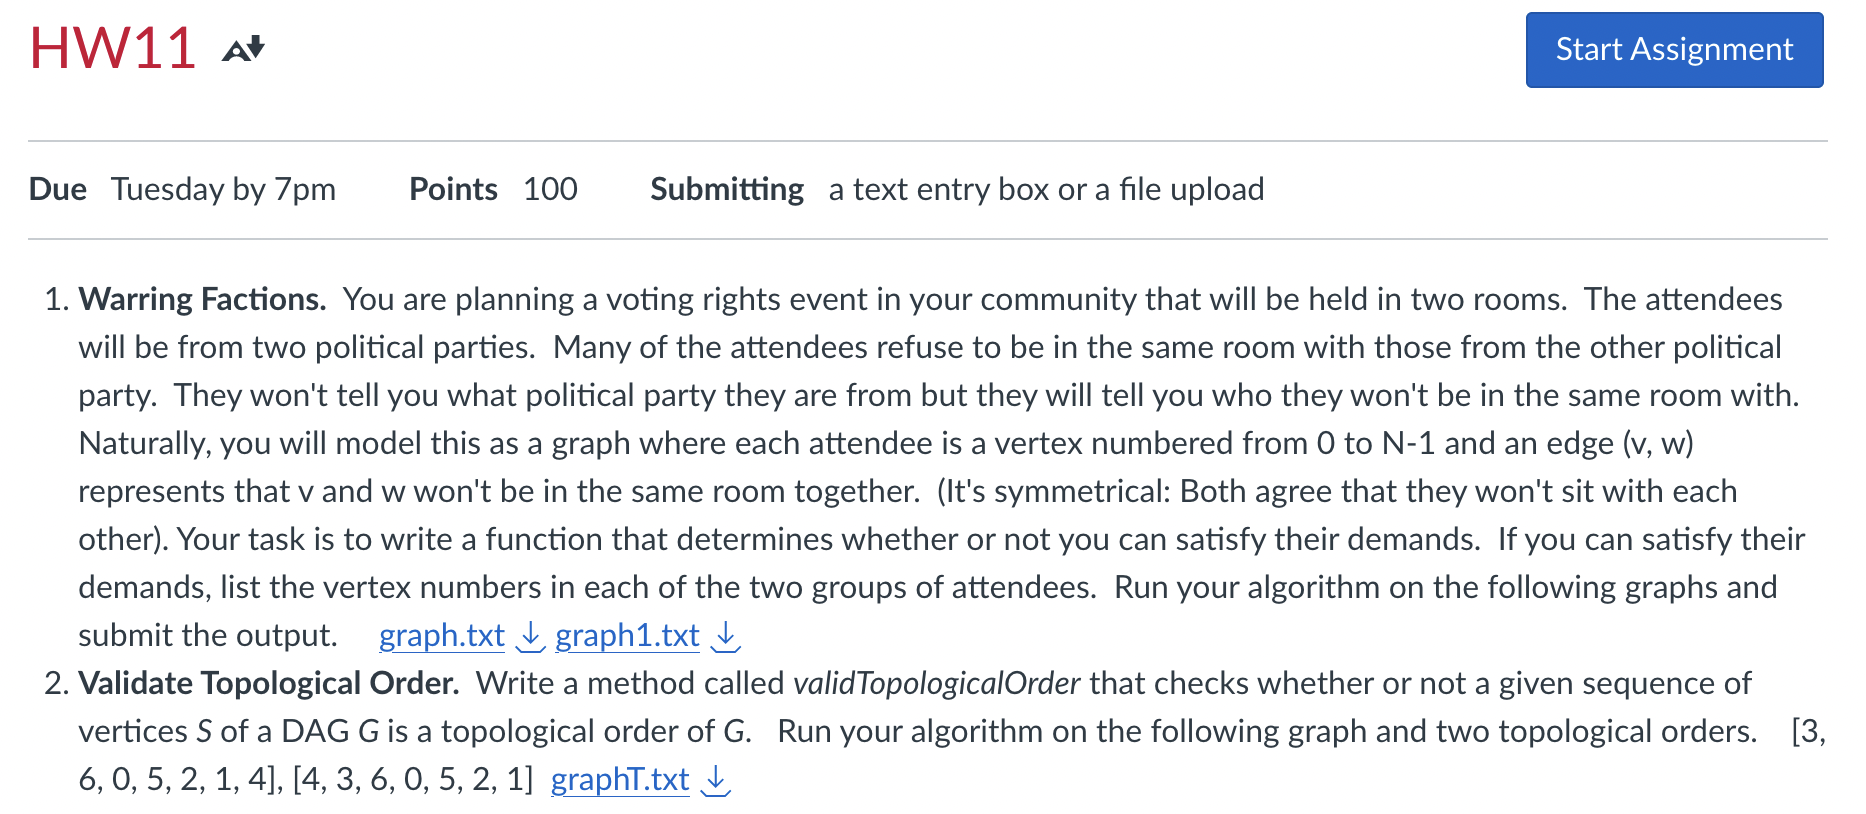 HW11
Start Assignment
Due Tuesday by 7pm Points 100 Submitting a text entry box or a file upload
1. Warring Factions. You are planning a voting rights event in your community that will be held in two rooms. The attendees
will be from two political parties. Many of the attendees refuse to be in the same room with those from the other political
party. They won't tell you what political party they are from but they will tell you who they won't be in the same room with.
Naturally, you will model this as a graph where each attendee is a vertex numbered from 0 to N-1 and an edge (v, w)
represents that v and w won't be in the same room together. (It's symmetrical: Both agree that they won't sit with each
other). Your task is to write a function that determines whether or not you can satisfy their demands. If you can satisfy their
demands, list the vertex numbers in each of the two groups of attendees. Run your algorithm on the following graphs and
submit the output. graph.txt graph1.txt
2. Validate Topological Order. Write a method called validTopologicalOrder that checks whether or not a given sequence of
vertices S of a DAG G is a topological order of G. Run your algorithm on the following graph and two topological orders. [3,
6, 0, 5, 2, 1, 4], [4, 3, 6, 0, 5, 2, 1] graphT.txt